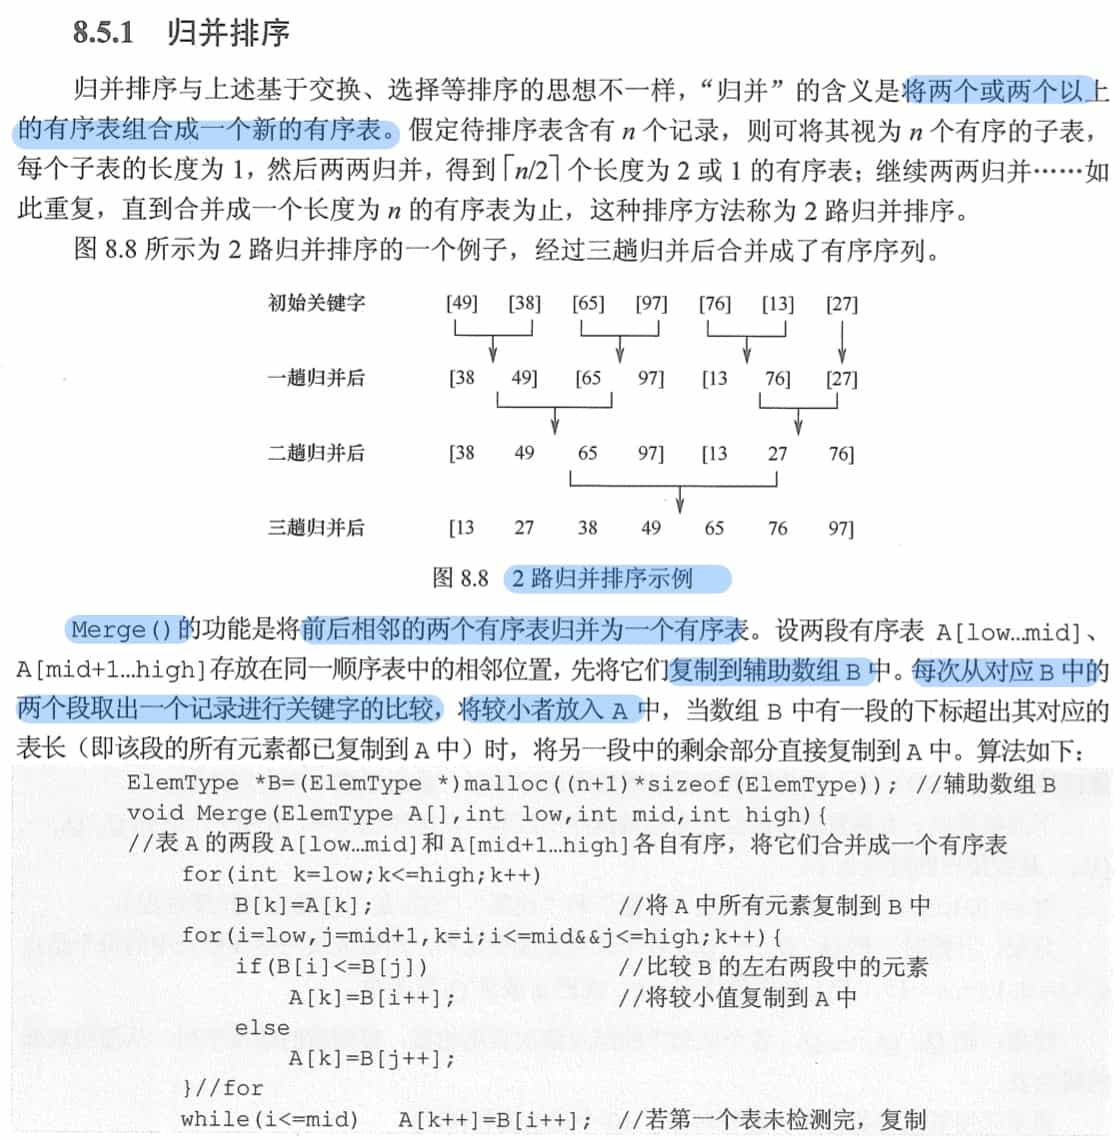 8.5.1 归并排序
归并排序与上述基于交换、选择等排序的思想不一样，“归并”的含义是将两个或两个以上
的有序表组合成一个新的有序表。假定待排序表含有 n 个记录，则可将其视为 n 个有序的子表，
每个子表的长度为 1，然后两两归并，得到⌈n/2⌉个长度为 2 或 1 的有序表；继续两两归并……如
此重复，直到合并成一个长度为 n 的有序表为止，这种排序方法称为 2 路归并排序。
图 8.8 所示为 2 路归并排序的一个例子，经过三趟归并后合并成了有序序列。
初始关键字 [49] [38] [65] [97] [76] [13] [27]
一趟归并后 [38 49] [65 97] [13 76] [27]
二趟归并后 [38 49 65 97] [13 27 76]
三趟归并后 [13 27 38 49 65 76 97]
图 8.8 2 路归并排序示例
Merge()的功能是将前后相邻的两个有序表归并为一个有序表。设两段有序表 A[low…mid]、
A[mid+1…high]存放在同一顺序表中的相邻位置，先将它们复制到辅助数组 B 中。每次从对应 B 中的
两个段取出一个记录进行关键字的比较，将较小者放入 A 中，当数组 B 中有一段的下标超出其对应的
表长（即该段的所有元素都已复制到 A 中）时，将另一段中的剩余部分直接复制到 A 中。算法如下：
ElemType *B=(ElemType *)malloc((n+1)*sizeof(ElemType)); //辅助数组 B
void Merge(ElemType A[],int low,int mid,int high){
//表 A 的两段 A[low…mid]和 A[mid+1…high]各自有序，将它们合并成一个有序表
for(int k=low;k<=high;k++)
B[k]=A[k]; //将 A 中所有元素复制到 B 中
for(i=low,j=mid+1,k=i;i<=mid&&j<=high;k++){
if(B[i]<=B[j]) //比较 B 的左右两段中的元素
A[k]=B[i++]; //将较小值复制到 A 中
else
A[k]=B[j++];
}//for
while(i<=mid) A[k++]=B[i++]; //若第一个表未检测完，复制